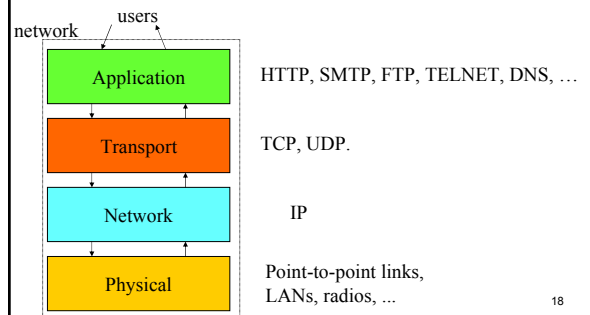 users
network
Application
HTTP, SMTP, FTP, TELNET, DNS, …
Transport
TCP, UDP.
Network
IP
Physical
Point-to-point links,
LANs, radios, ...
18